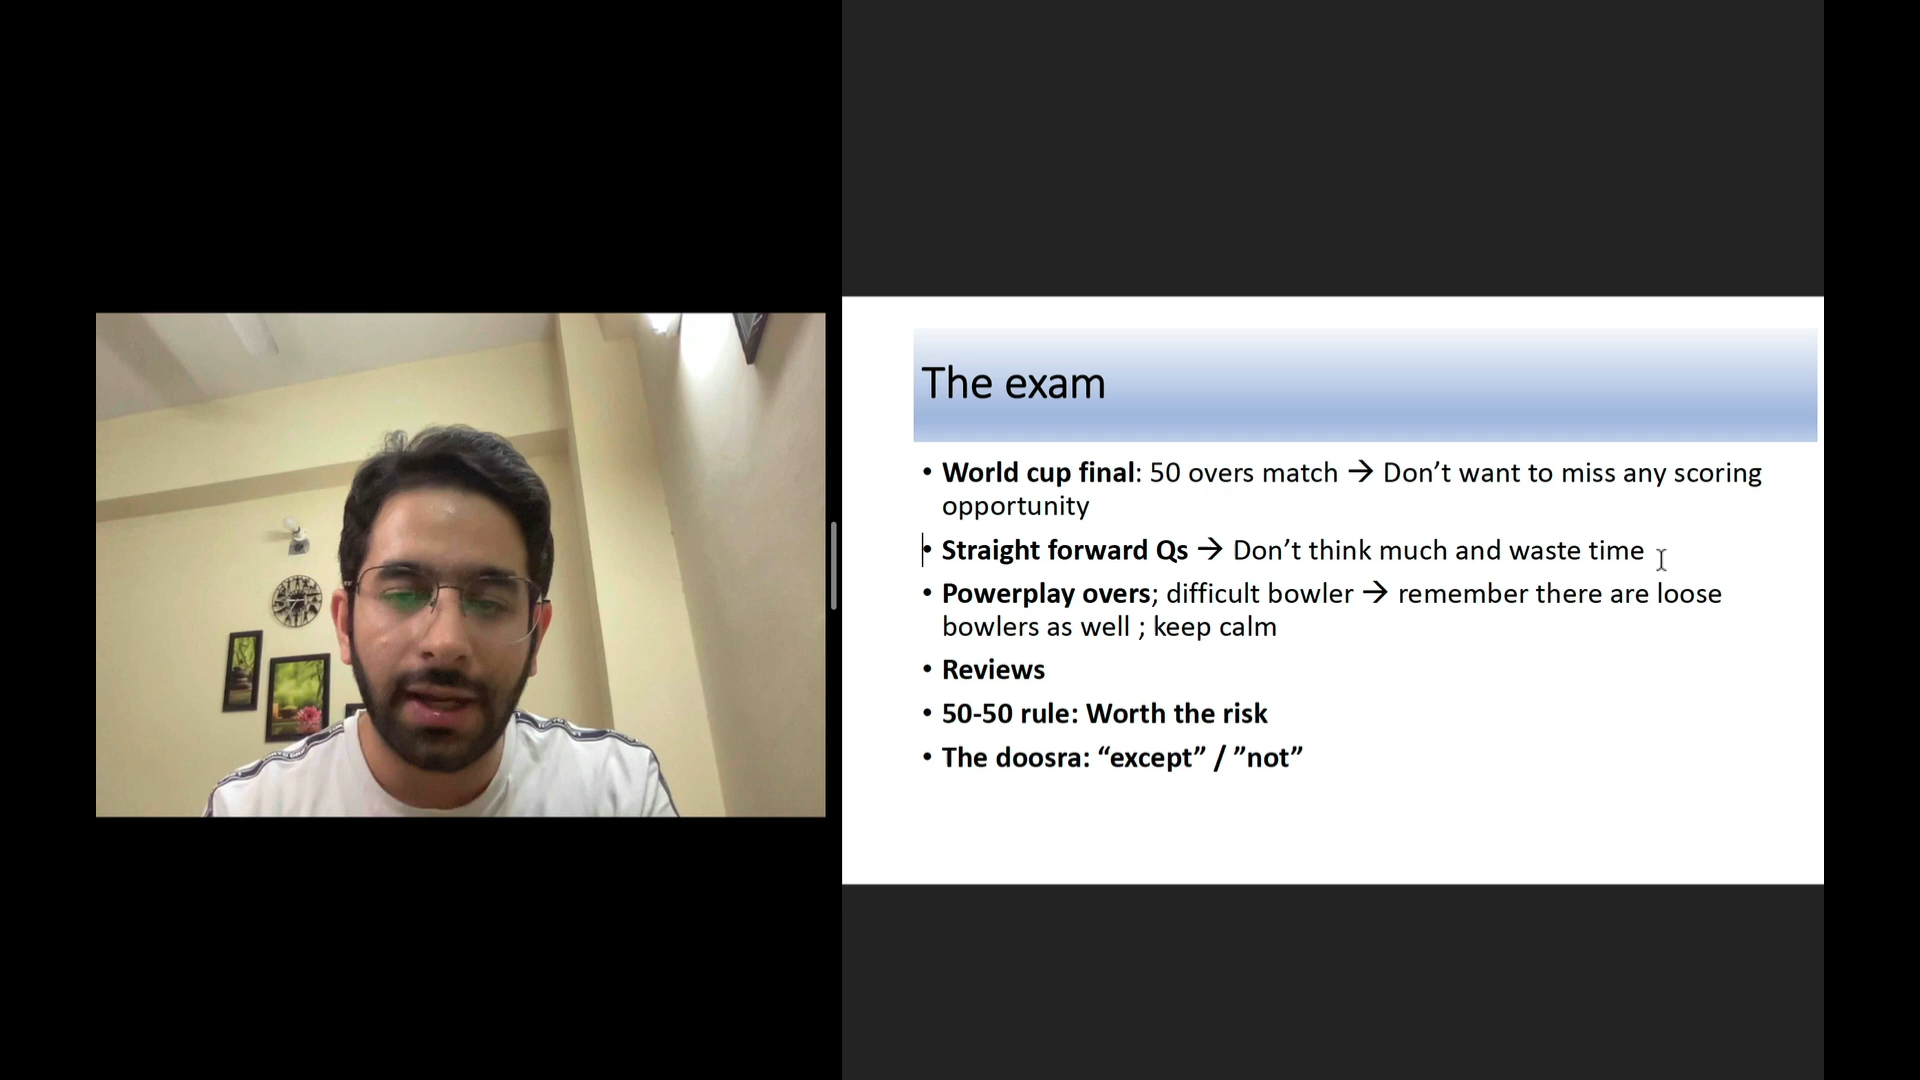 The exam
• World cup final: 50 overs match → Don’t want to miss any scoring
opportunity
• Straight forward Qs → Don’t think much and waste time
• Powerplay overs; difficult bowler → remember there are loose
bowlers as well ; keep calm
• Reviews
• 50-50 rule: Worth the risk
• The doosra: “except” / ”not”